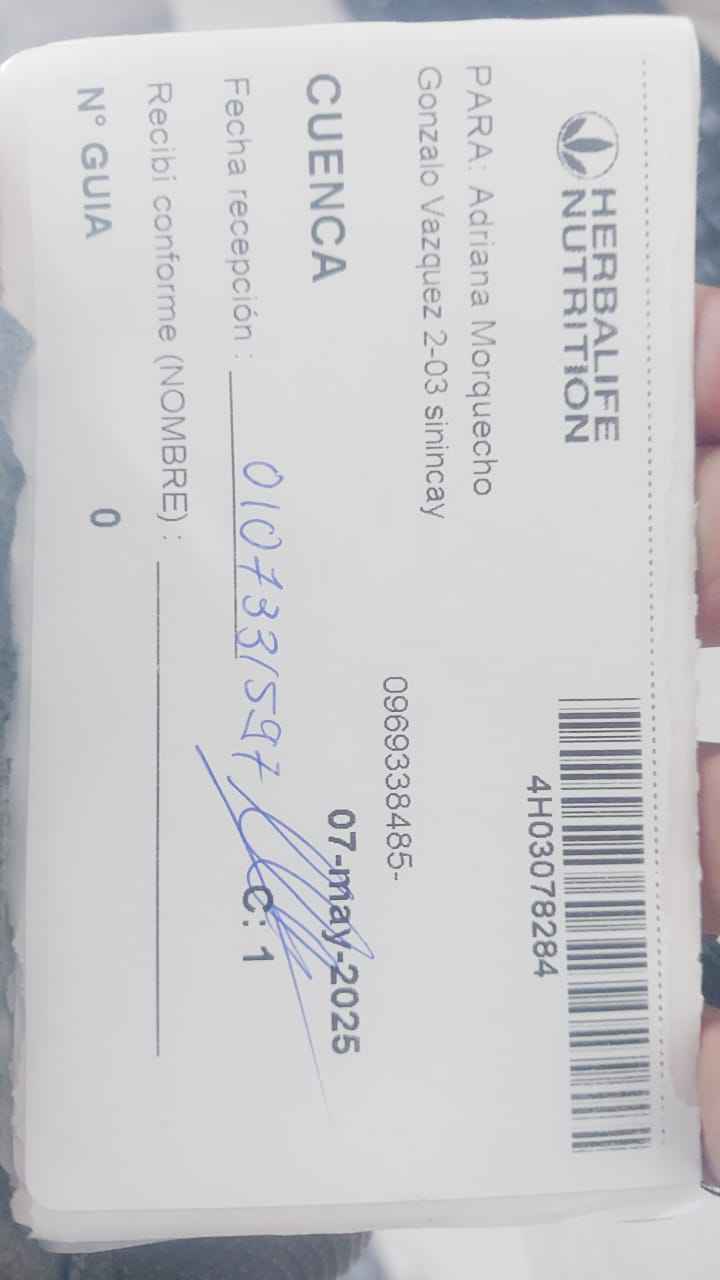 HERBALIFE
NUTRITION
4H03078284
PARA: Adriana Morquecho
Gonzalo Vazquez 2-03 sinincay
0969338485-
CUENCA
07-may-2025
Fecha recepción : 0107331597
C: 1
Recibi conforme (NOMBRE) :
N° GUIA 0